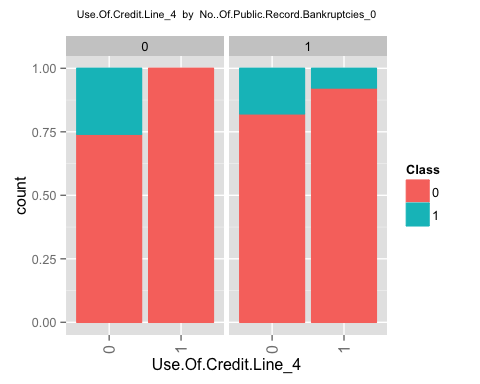 Use.Of.Credit.Line_4 by No..Of.Public.Record.Bankruptcies_0
0 1
1.00
0.75
0.50
0.25
0.00
count
0 1 0 1
Use.Of.Credit.Line_4
Class
0
1